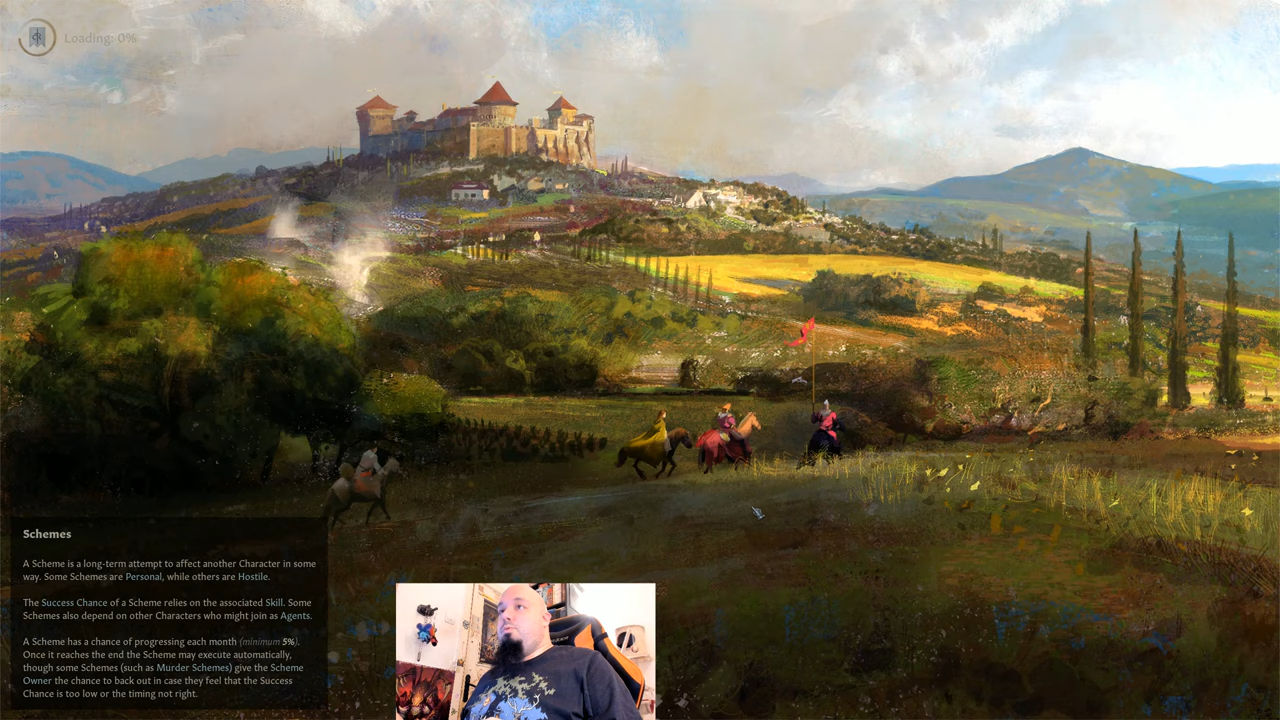 Loading: 0%
Schemes
A Scheme is a long-term attempt to affect another Character in some
way. Some Schemes are Personal, while others are Hostile.
The Success Chance of a Scheme relies on the associated Skill. Some
Schemes also depend on other Characters who might join as Agents.
A Scheme has a chance of progressing each month (minimum 5%).
Once it reaches the end the Scheme may execute automatically,
though some Schemes (such as Murder Schemes) give the Scheme
Owner the chance to back out in case they feel that the Success
Chance is too low or the timing not right.